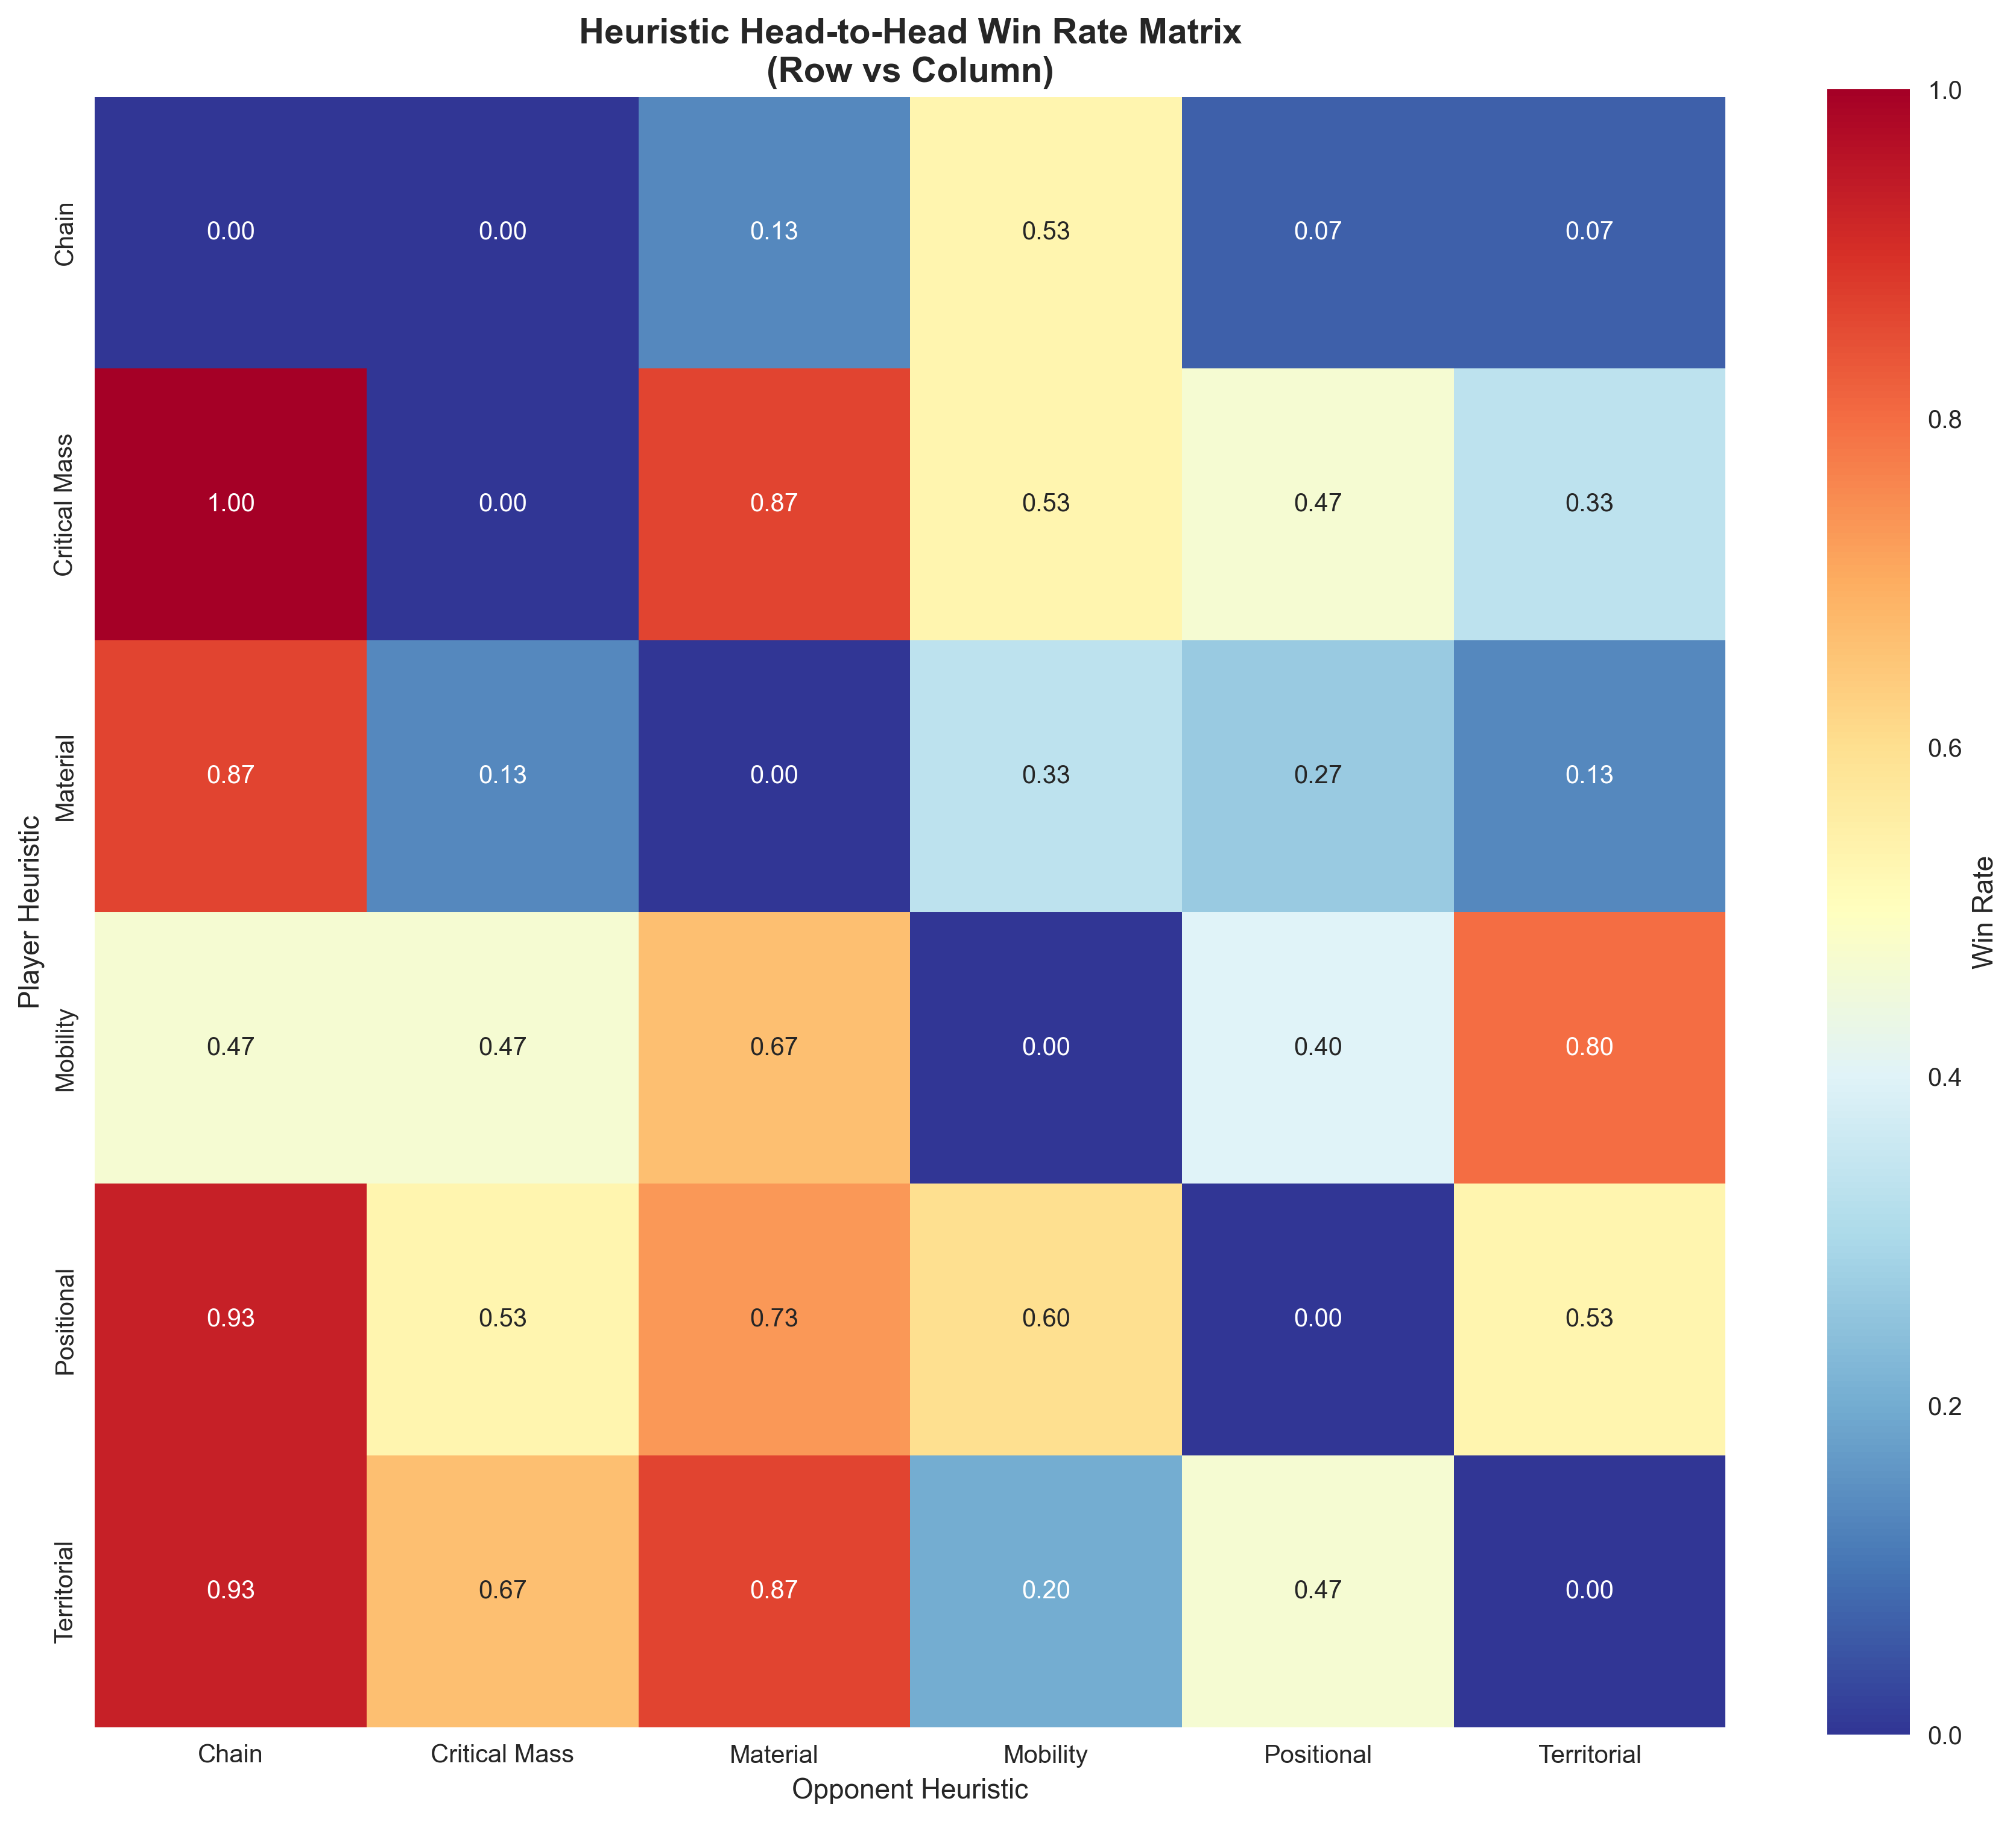 Heuristic Head-to-Head Win Rate Matrix
(Row vs Column)
Player Heuristic
Chain
0.00 0.00 0.13 0.53 0.07 0.07
Critical Mass
1.00 0.00 0.87 0.53 0.47 0.33
Material
0.87 0.13 0.00 0.33 0.27 0.13
Mobility
0.47 0.47 0.67 0.00 0.40 0.80
Positional
0.93 0.53 0.73 0.60 0.00 0.53
Territorial
0.93 0.67 0.87 0.20 0.47 0.00
Chain Critical Mass Material Mobility Positional Territorial
Opponent Heuristic
1.0
0.8
0.6
0.4
0.2
0.0
Win Rate